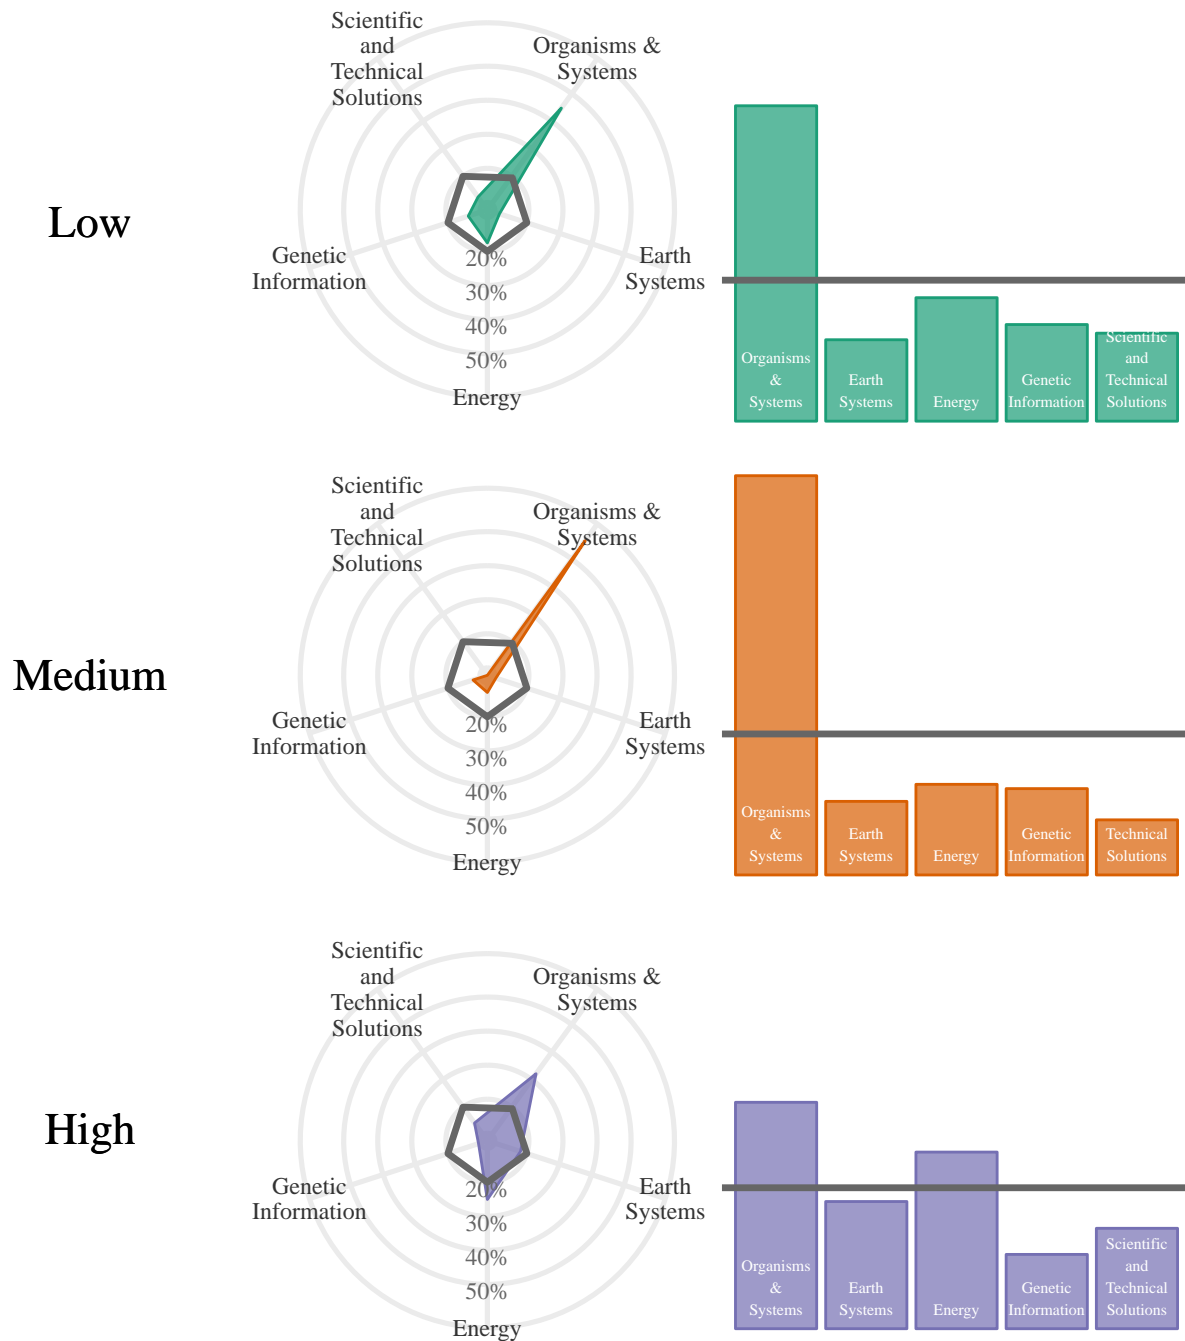 Low
Scientific
and
Technical
Solutions
Organisms &
Systems
Genetic
Information
Earth
Systems
20%
30%
40%
50%
Energy
Organisms
&
Systems
Earth
Systems
Energy
Genetic
Information
Scientific
and
Technical
Solutions
Medium
Scientific
and
Technical
Solutions
Organisms &
Systems
Genetic
Information
Earth
Systems
20%
30%
40%
50%
Energy
Organisms
&
Systems
Earth
Systems
Energy
Genetic
Information
Technical
Solutions
High
Scientific
and
Technical
Solutions
Organisms &
Systems
Genetic
Information
Earth
Systems
20%
30%
40%
50%
Energy
Organisms
&
Systems
Earth
Systems
Energy
Genetic
Information
Scientific
and
Technical
Solutions